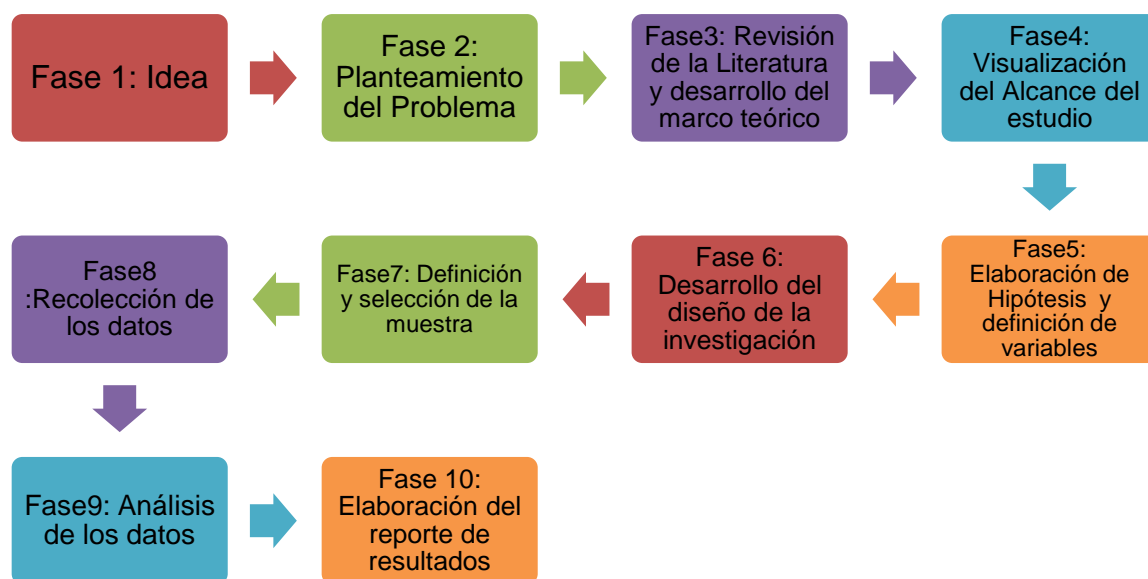 Fase 1: Idea
Fase 2:
Planteamiento
del Problema
Fase3: Revisión
de la Literatura
y desarrollo del
marco teórico
Fase4:
Visualización
del Alcance del
estudio
Fase5:
Elaboración de
Hipótesis y
definición de
variables
Fase 6:
Desarrollo del
diseño de la
investigación
Fase7: Definición
y selección de la
muestra
Fase8
:Recolección de
los datos
Fase9: Análisis
de los datos
Fase 10:
Elaboración del
reporte de
resultados